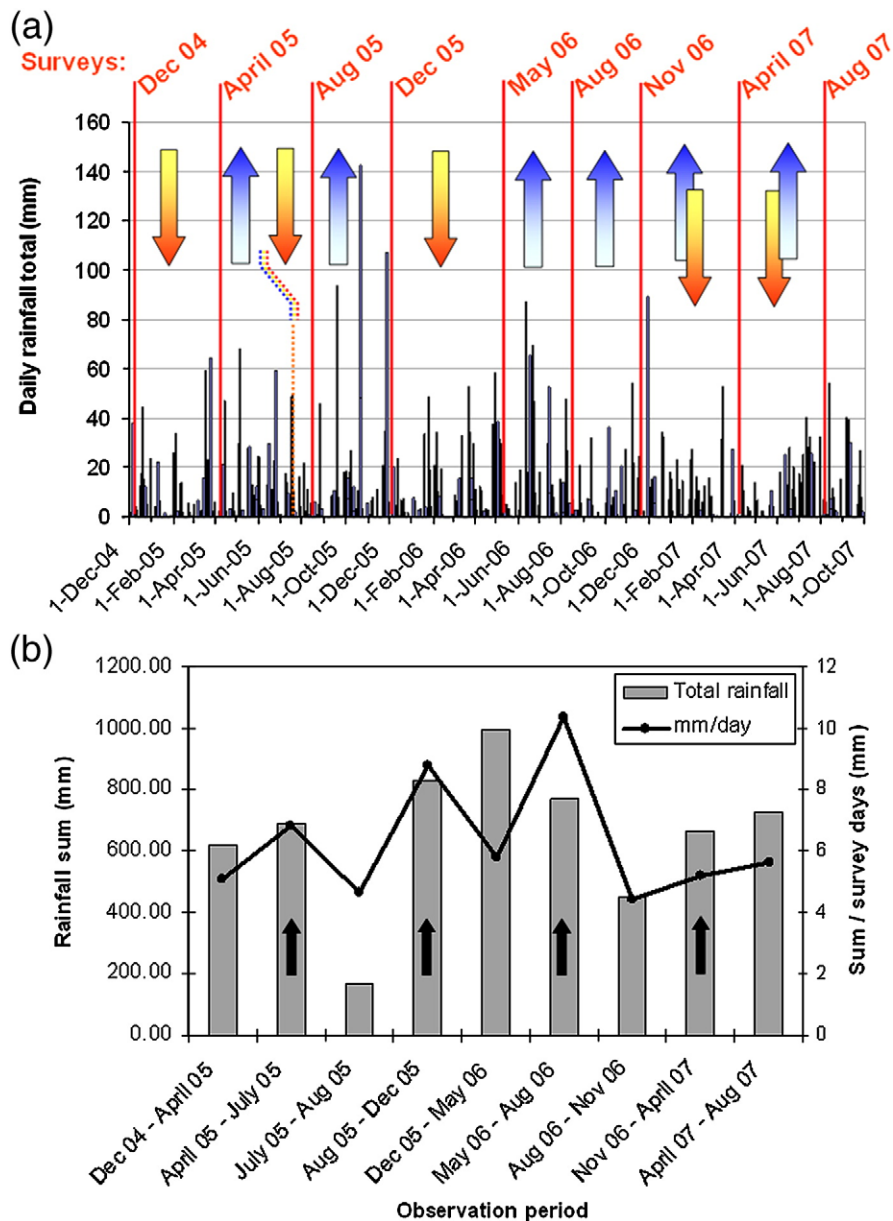 (a)
Surveys:
Dec 04
April 05
Aug 05
Dec 05
May 06
Aug 06
Nov 06
April 07
Aug 07
Daily rainfall total (mm)
160
140
120
100
80
60
40
20
0
1-Dec-04
1-Feb-05
1-Apr-05
1-Jun-05
1-Aug-05
1-Oct-05
1-Dec-05
1-Feb-06
1-Apr-06
1-Jun-06
1-Aug-06
1-Oct-06
1-Dec-06
1-Feb-07
1-Apr-07
1-Jun-07
1-Aug-07
1-Oct-07
(b)
Rainfall sum (mm)
1200.00
1000.00
800.00
600.00
400.00
200.00
0.00
Total rainfall
mm/day
12
10
8
6
4
2
0
Sum / survey days (mm)
Dec 04 - April 05
April 05 - July 05
July 05 - Aug 05
Aug 05 - Dec 05
Dec 05 - May 06
May 06 - Aug 06
Aug 06 - Nov 06
Nov 06 - April 07
April 07 - Aug 07
Observation period